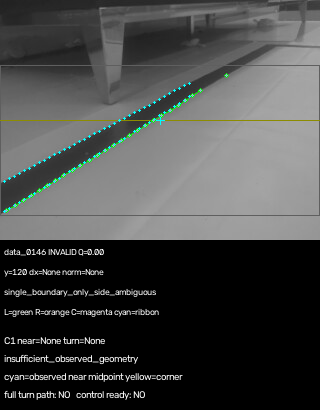 data_0146 INVALID Q=0.00
y=120 dx=None norm=None
single_boundary_only_side_ambiguous
L=green R=orange C=magenta cyan=ribbon
C1 near=None turn=None
insufficient_observed_geometry
cyan=observed near midpoint yellow=corner
full turn path: NO control ready: NO